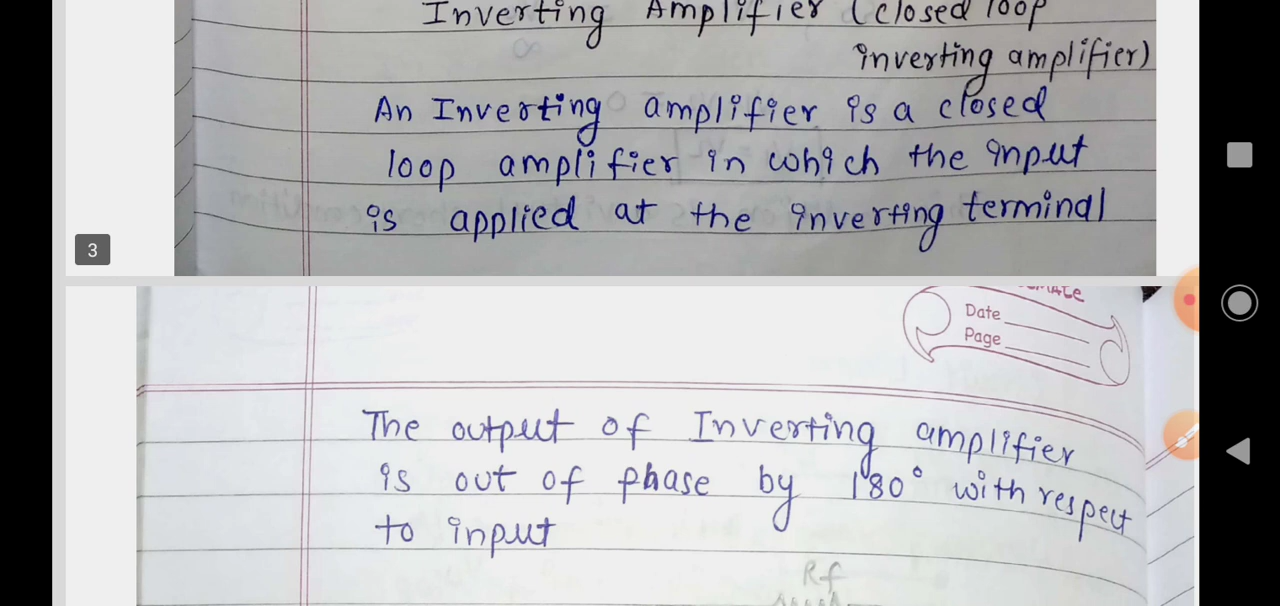 Inverting Amplifier (closed loop
inverting amplifier)
An Inverting amplifier is a closed
loop amplifier in which the input
is applied at the inverting terminal
3
Date
Page
The output of Inverting amplifier
is out of phase by 180° with respect
to input
Rf